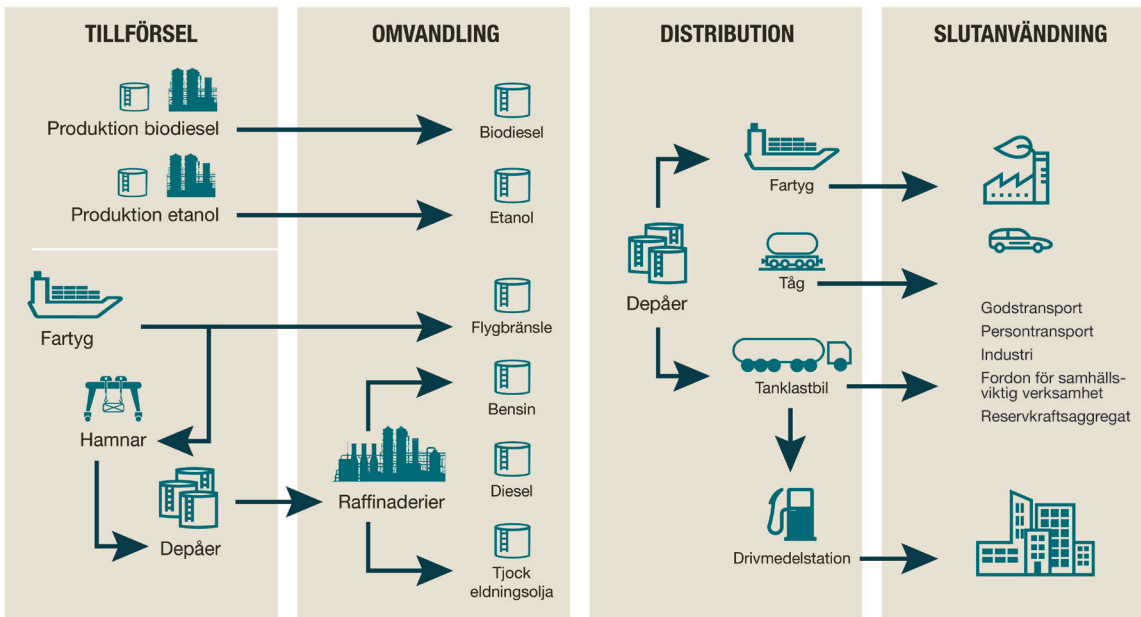 TILLFÖRSEL
Produktion biodiesel
Produktion etanol
Fartyg
Hamnar
Depåer
OMVANDLING
Biodiesel
Etanol
Flygbränsle
Bensin
Raffinaderier
Diesel
Tjock
eldningsolja
DISTRIBUTION
Fartyg
Tåg
Depåer
Tanklastbil
Drivmedelstation
SLUTANVÄNDNING
Godstransport
Persontransport
Industri
Fordon för samhälls-
viktig verksamhet
Reservkraftsaggregat